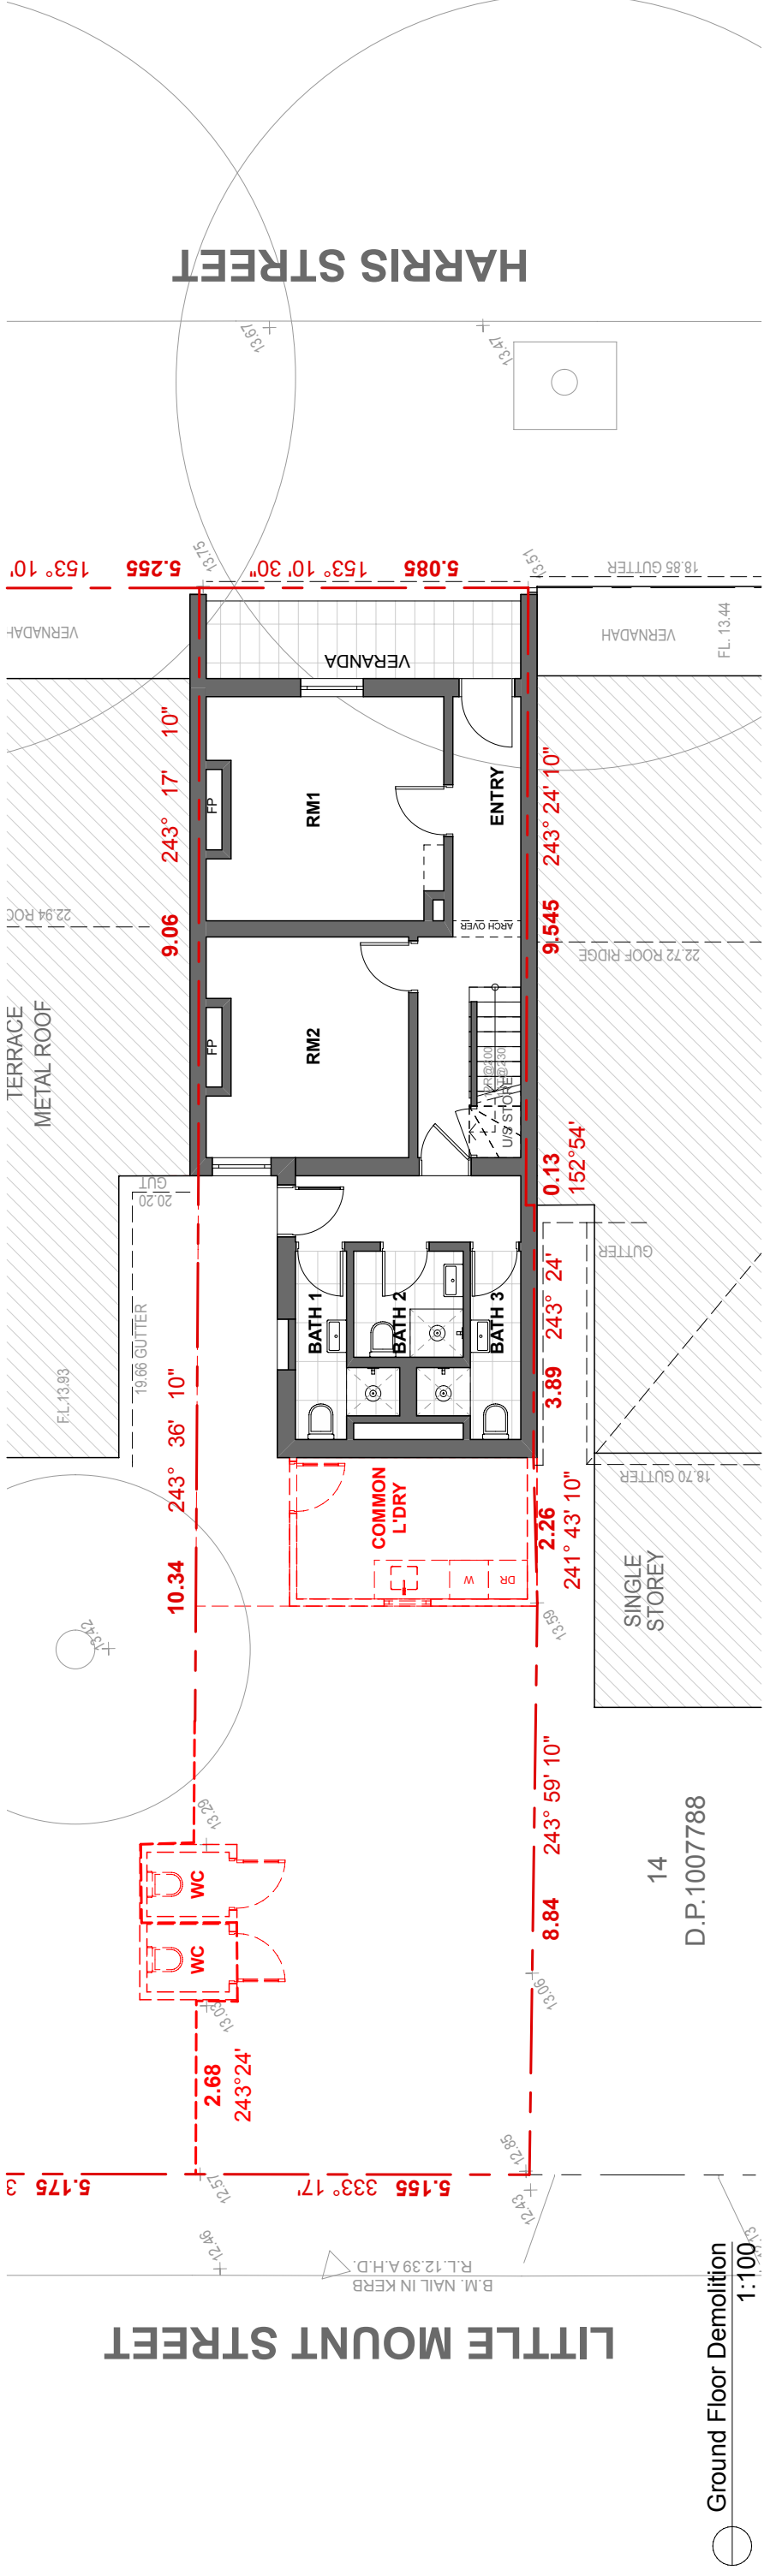 HARRIS STREET
13.67
13.47
153° 10'
5.255
153° 10' 30"
5.085
13.75
13.51
18.85 GUTTER
VERNADAH
VERANDA
VERNADAH
FL. 13.44
243° 17' 10"
9.06
FP
RM1
ENTRY
243° 24' 10"
9.545
ARCH OVER
22.72 ROOF RIDGE
TERRACE
METAL ROOF
FP
RM2
U/S STORE
0.13
152°54'
20.20
GUT
19.66 GUTTER
F.L.13.93
BATH 1
BATH 2
BATH 3
GUTTER
243° 24'
3.89
243° 36' 10"
10.34
COMMON
L'DRY
W
DR
2.26
241° 43' 10"
18.70 GUTTER
SINGLE
STOREY
13.42
13.59
13.29
WC
WC
13.03
243° 59' 10"
8.84
13.06
14
D.P.1007788
2.68
243°24'
5.175
333° 17'
5.155
12.57
12.85
12.43
12.46
R.L.12.39 A.H.D.
B.M. NAIL IN KERB
LITTLE MOUNT STREET
Ground Floor Demolition
1:100